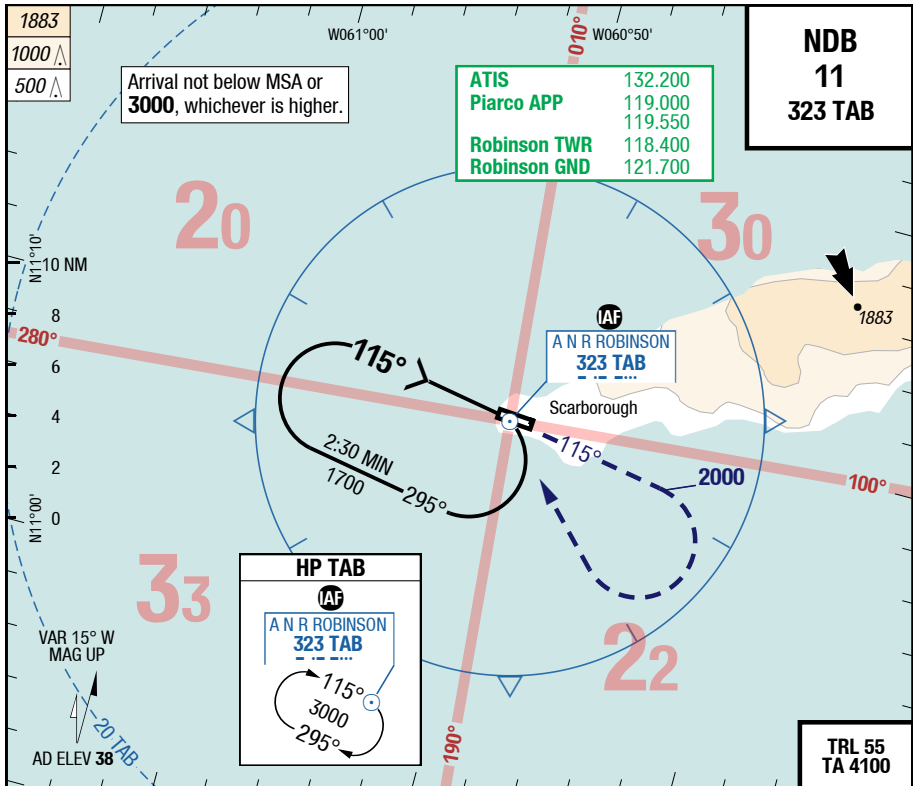 1883
1000
500
W061°00'
010°
W060°50'
NDB
11
323 TAB
Arrival not below MSA or
3000, whichever is higher.
ATIS 132.200
Piarco APP 119.000
119.550
Robinson TWR 118.400
Robinson GND 121.700
20
30
N11°10'
10 NM
8
6
4
2
0
N11°00'
280°
1883
IAF
A N R ROBINSON
323 TAB
115°
Scarborough
2:30 MIN
1700
295°
115°
2000
100°
33
22
HP TAB
IAF
A N R ROBINSON
323 TAB
115°
3000
295°
190°
VAR 15° W
MAG UP
20 TAB
AD ELEV 38
TRL 55
TA 4100